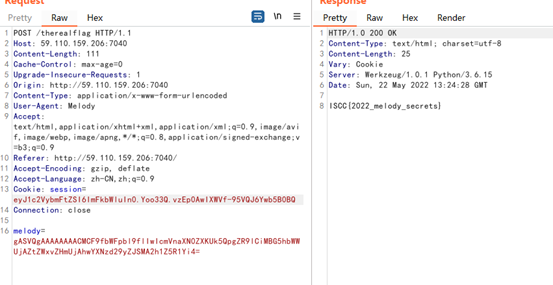 Request
Pretty Raw Hex
\n
1 POST /therealflag HTTP/1.1
2 Host: 59.110.159.206:7040
3 Content-Length: 111
4 Cache-Control: max-age=0
5 Upgrade-Insecure-Requests: 1
6 Origin: http://59.110.159.206:7040
7 Content-Type: application/x-www-form-urlencoded
8 User-Agent: Melody
9 Accept:
text/html,application/xhtml+xml,application/xml;q=0.9,image/avi
f,image/webp,image/apng,*/*;q=0.8,application/signed-exchange;v
=b3;q=0.9
10 Referer: http://59.110.159.206:7040/
11 Accept-Encoding: gzip, deflate
12 Accept-Language: zh-CN,zh;q=0.9
13 Cookie: session=
14 Connection: close
15
16 melody=
Response
Pretty Raw Hex Render
1 HTTP/1.0 200 OK
2 Content-Type: text/html; charset=utf-8
3 Content-Length: 25
4 Vary: Cookie
5 Server: Werkzeug/1.0.1 Python/3.6.15
6 Date: Sun, 22 May 2022 13:24:28 GMT
7
8 ISCC{2022_melody_secrets}